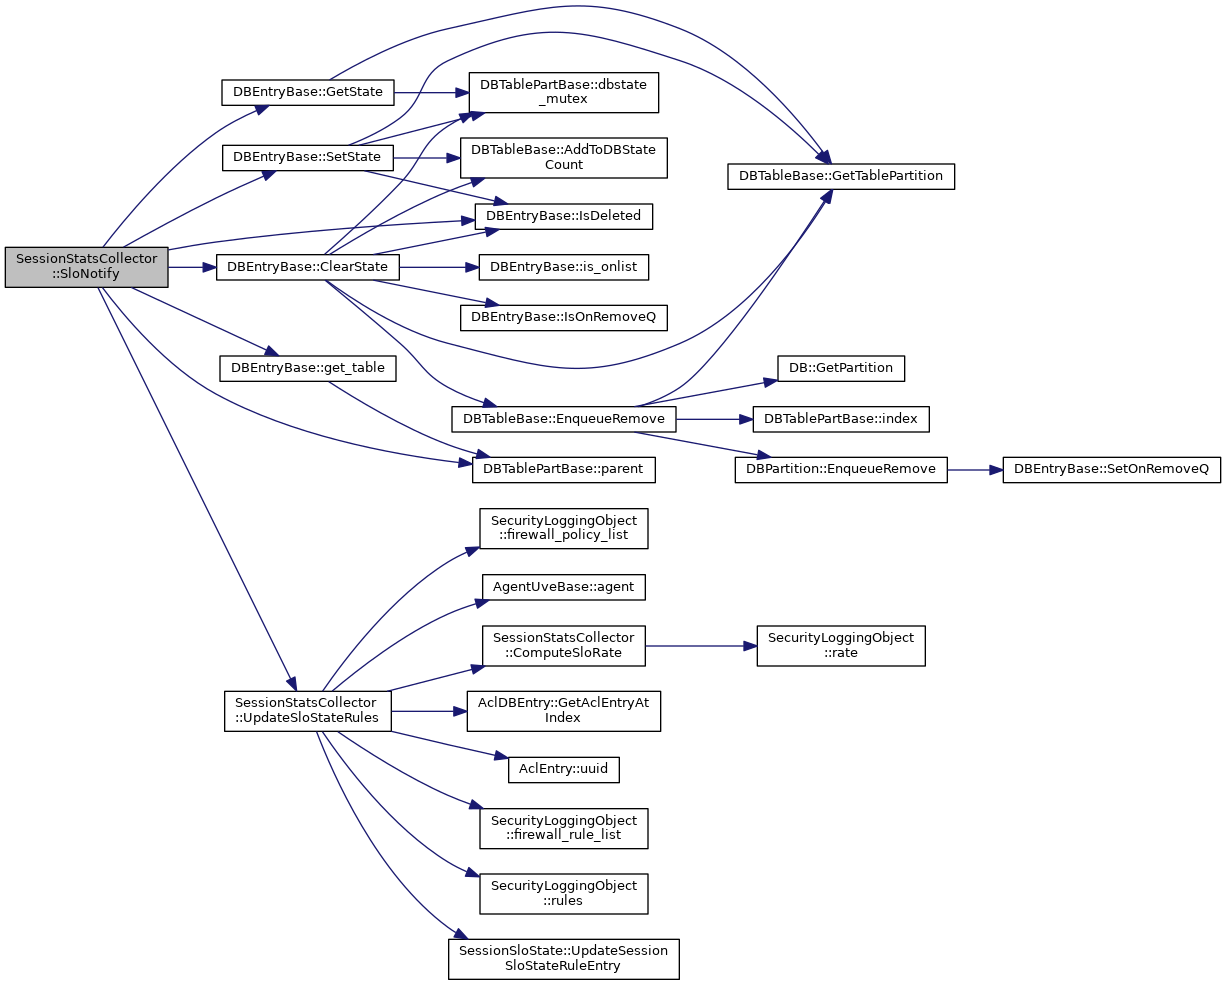 SessionStatsCollector
::SloNotify
DBEntryBase::GetState
DBEntryBase::SetState
DBEntryBase::ClearState
DBEntryBase::get_table
SessionStatsCollector
::UpdateSloStateRules
DBTablePartBase::dbstate
_mutex
DBTableBase::AddToDBState
Count
DBEntryBase::IsDeleted
DBEntryBase::is_onlist
DBEntryBase::IsOnRemoveQ
DBTableBase::EnqueueRemove
DBTablePartBase::parent
SecurityLoggingObject
::firewall_policy_list
AgentUveBase::agent
SessionStatsCollector
::ComputeSloRate
AclDBEntry::GetAclEntryAt
Index
AclEntry::uuid
SecurityLoggingObject
::firewall_rule_list
SecurityLoggingObject
::rules
SessionSloState::UpdateSession
SloStateRuleEntry
DBTableBase::GetTablePartition
DB::GetPartition
DBTablePartBase::index
DBPartition::EnqueueRemove
SecurityLoggingObject
::rate
DBEntryBase::SetOnRemoveQ